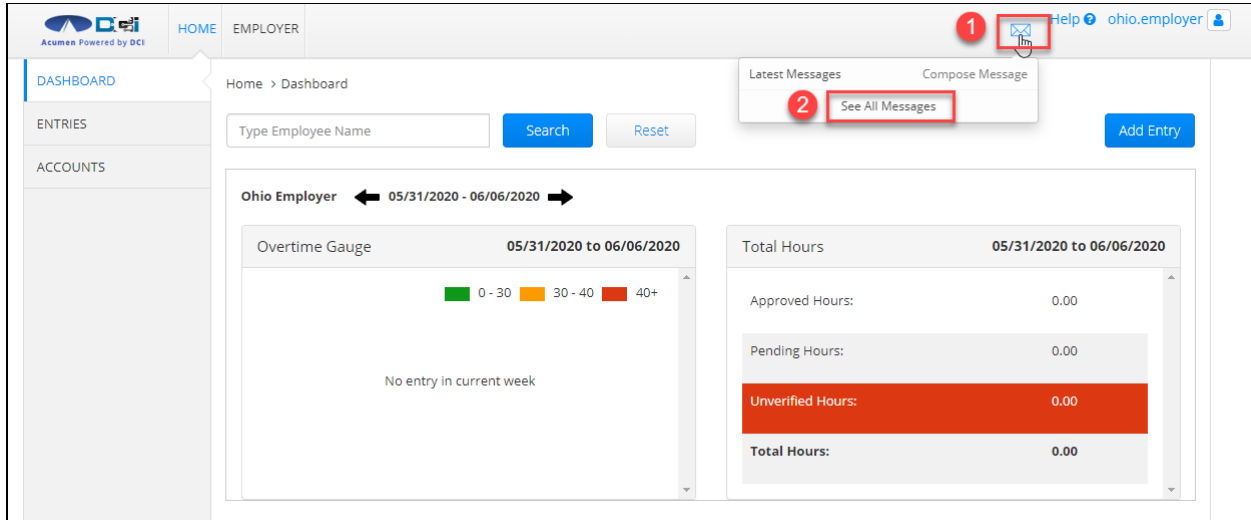 DCI
Acumen Powered by DCI
HOME EMPLOYER
1
Help ? ohio.employer
DASHBOARD
ENTRIES
ACCOUNTS
Home > Dashboard
Latest Messages Compose Message
2 See All Messages
Type Employee Name Search Reset Add Entry
Ohio Employer 05/31/2020 - 06/06/2020
Overtime Gauge 05/31/2020 to 06/06/2020
0 - 30 30 - 40 40+
No entry in current week
Total Hours 05/31/2020 to 06/06/2020
Approved Hours: 0.00
Pending Hours: 0.00
Unverified Hours: 0.00
Total Hours: 0.00